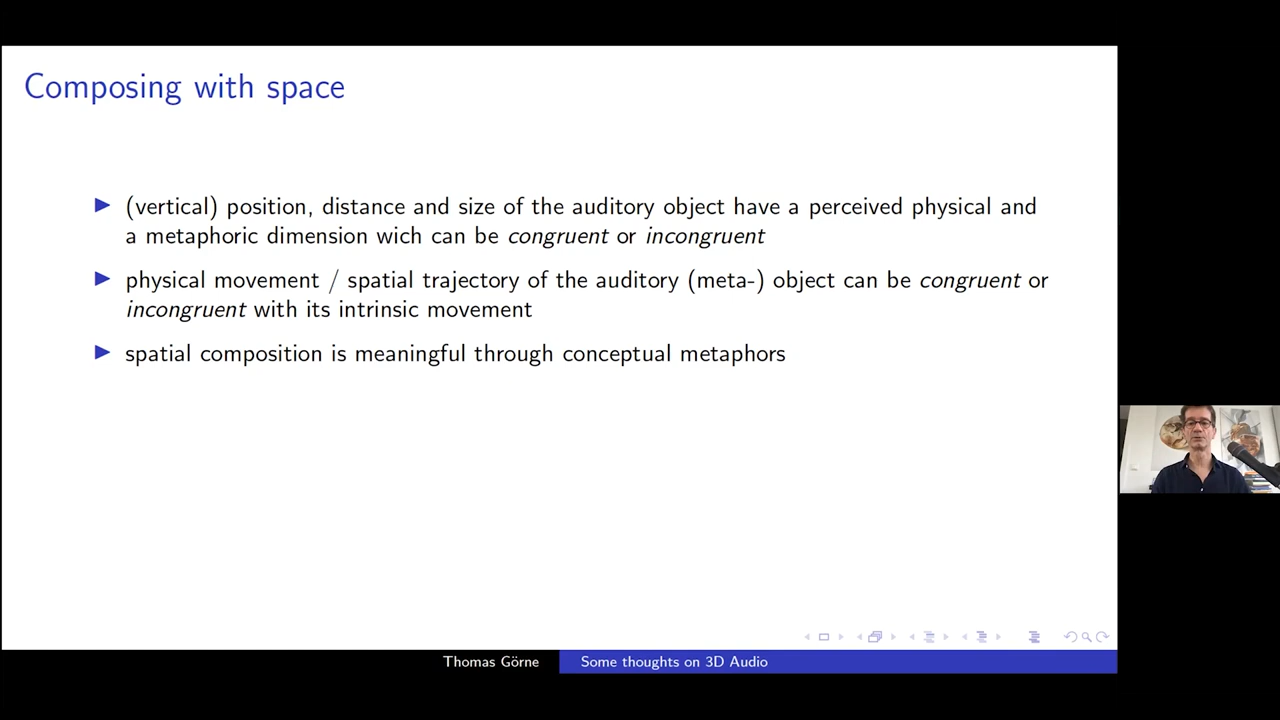 Composing with space
(vertical) position, distance and size of the auditory object have a perceived physical and
a metaphoric dimension wich can be congruent or incongruent
physical movement / spatial trajectory of the auditory (meta-) object can be congruent or
incongruent with its intrinsic movement
spatial composition is meaningful through conceptual metaphors
Thomas Görne
Some thoughts on 3D Audio